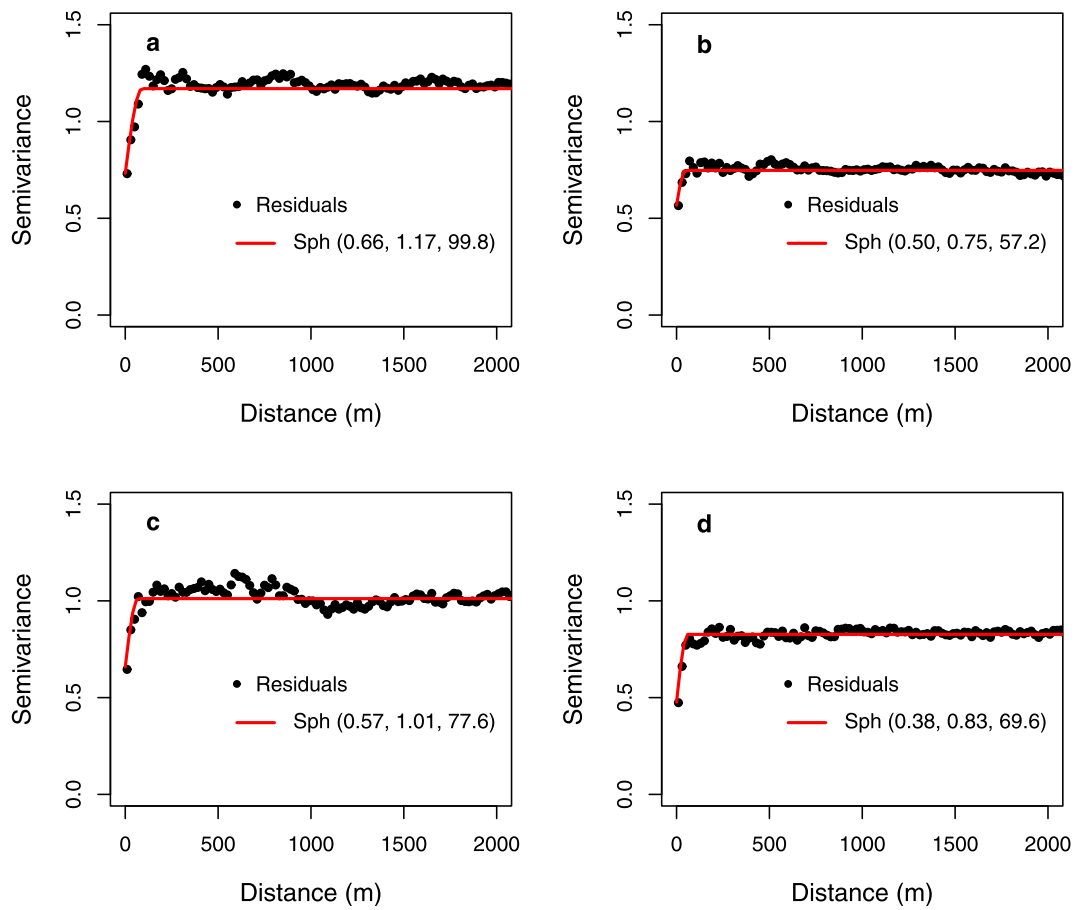 a
Semivariance
1.5
1.0
0.5
0.0
Residuals
Sph (0.66, 1.17, 99.8)
0 500 1000 1500 2000
Distance (m)
b
Semivariance
1.5
1.0
0.5
0.0
Residuals
Sph (0.50, 0.75, 57.2)
0 500 1000 1500 2000
Distance (m)
c
Semivariance
1.5
1.0
0.5
0.0
Residuals
Sph (0.57, 1.01, 77.6)
0 500 1000 1500 2000
Distance (m)
d
Semivariance
1.5
1.0
0.5
0.0
Residuals
Sph (0.38, 0.83, 69.6)
0 500 1000 1500 2000
Distance (m)